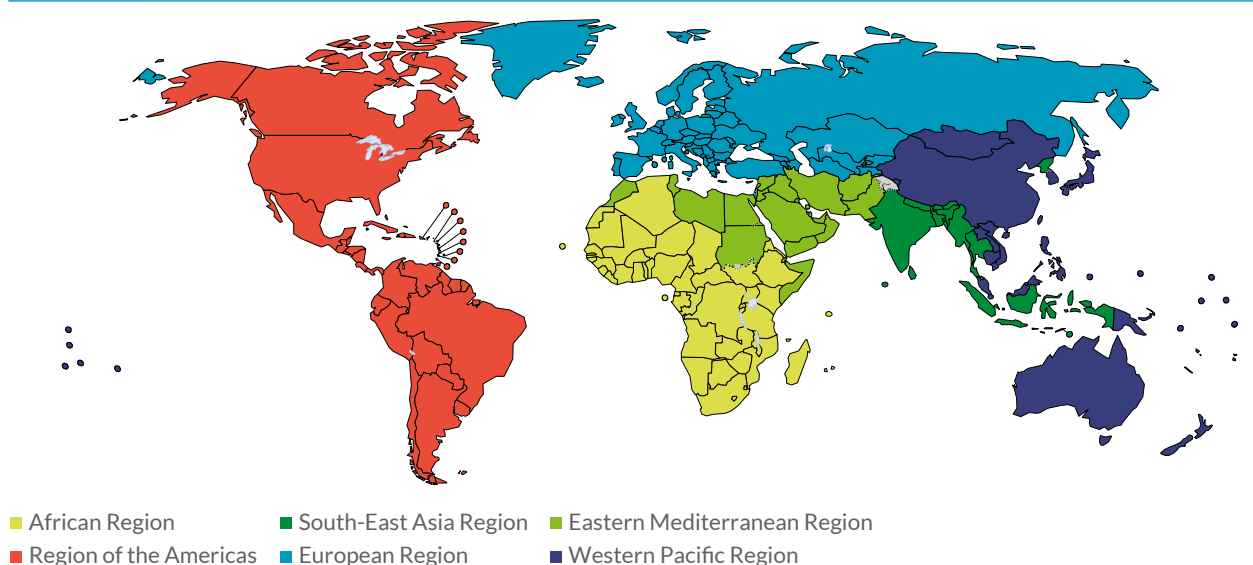 African Region South-East Asia Region Eastern Mediterranean Region
Region of the Americas European Region Western Pacific Region